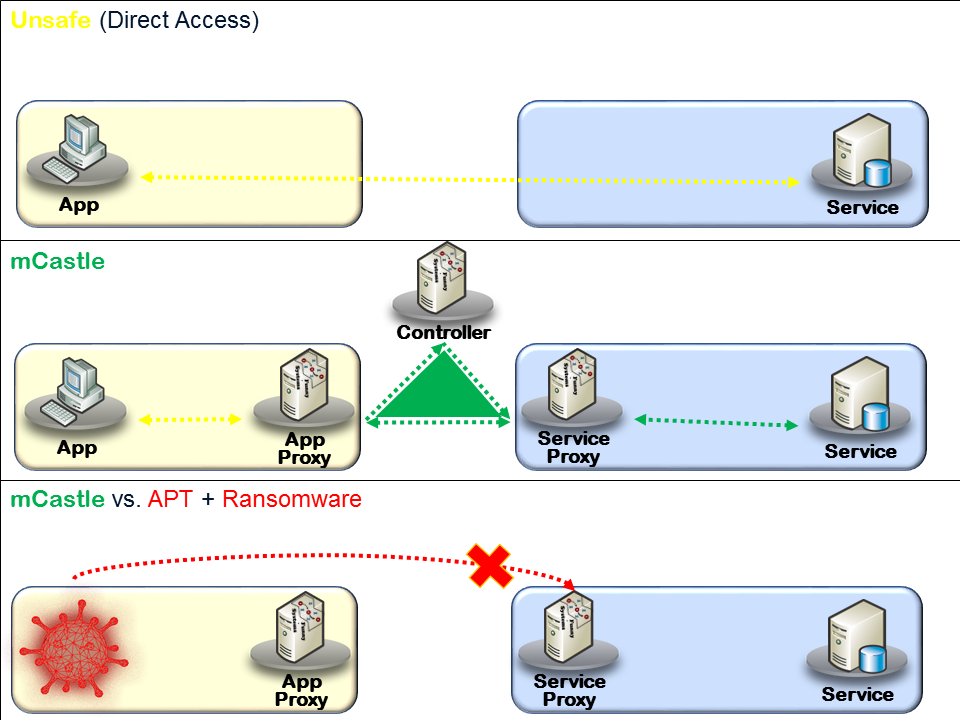 Unsafe (Direct Access)
App
Service
mCastle
Controller
App
App
Proxy
Service
Proxy
Service
mCastle vs. APT + Ransomware
App
Proxy
Service
Proxy
Service